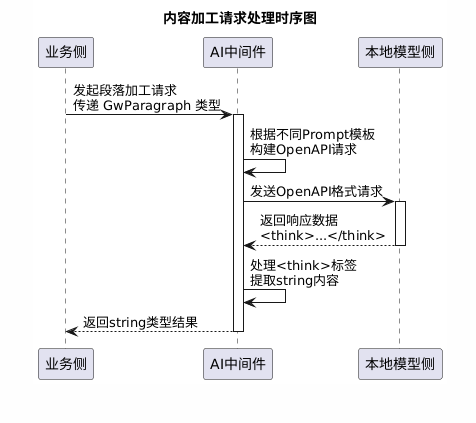 内容加工请求处理时序图
业务侧
AI中间件
本地模型侧
发起段落加工请求
传递 GwParagraph 类型
根据不同Prompt模板
构建OpenAPI请求
发送OpenAPI格式请求
返回响应数据
<think>...</think>
处理<think>标签
提取string内容
返回string类型结果
业务侧
AI中间件
本地模型侧